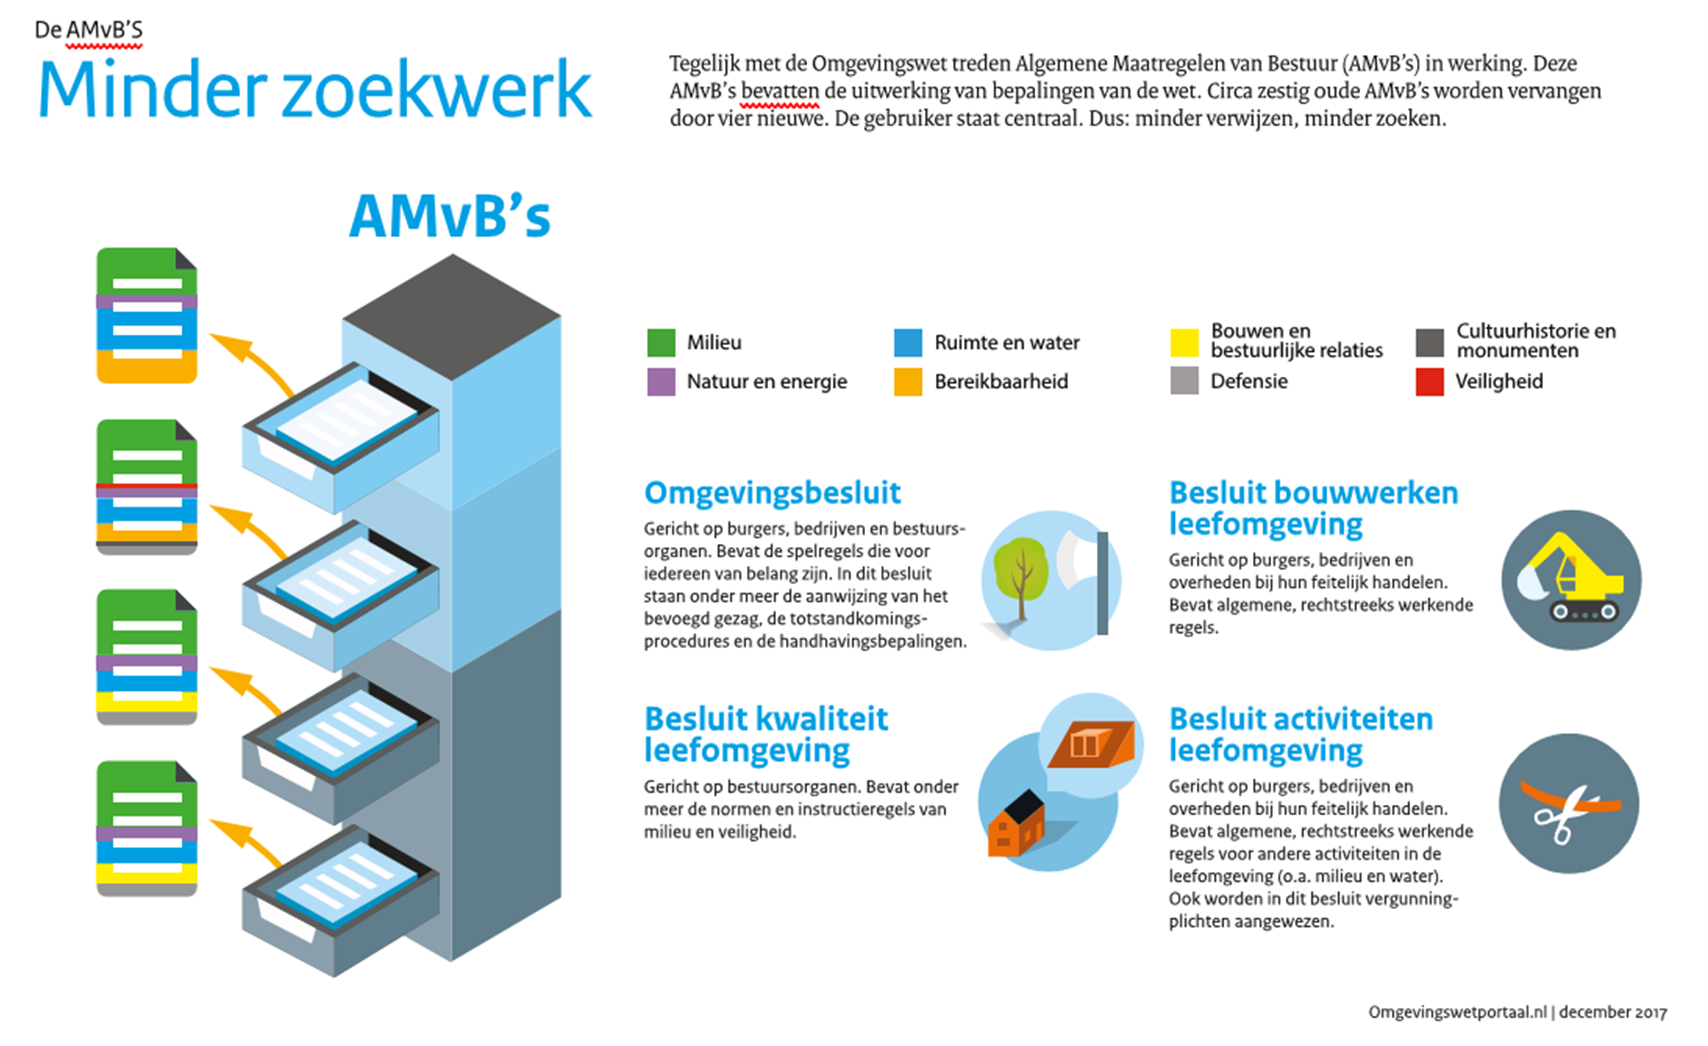 De AMvB'S
Minder zoekwerk
Tegelijk met de Omgevingswet treden Algemene Maatregelen van Bestuur (AMvB's) in werking. Deze
AMvB's bevatten de uitwerking van bepalingen van de wet. Circa zestig oude AMvB's worden vervangen
door vier nieuwe. De gebruiker staat centraal. Dus: minder verwijzen, minder zoeken.
AMvB's
Milieu
Natuur en energie
Ruimte en water
Bereikbaarheid
Bouwen en
bestuurlijke relaties
Defensie
Cultuurhistorie en
monumenten
Veiligheid
Omgevingsbesluit
Gericht op burgers, bedrijven en bestuurs-
organen. Bevat de spelregels die voor
iedereen van belang zijn. In dit besluit
staan onder meer de aanwijzing van het
bevoegd gezag, de totstandkomings-
procedures en de handhavingsbepalingen.
Besluit bouwwerken
leefomgeving
Gericht op burgers, bedrijven en
overheden bij hun feitelijk handelen.
Bevat algemene, rechtstreeks werkende
regels.
Besluit kwaliteit
leefomgeving
Gericht op bestuursorganen. Bevat onder
meer de normen en instructieregels van
milieu en veiligheid.
Besluit activiteiten
leefomgeving
Gericht op burgers, bedrijven en
overheden bij hun feitelijk handelen.
Bevat algemene, rechtstreeks werkende
regels voor andere activiteiten in de
leefomgeving (o.a. milieu en water).
Ook worden in dit besluit vergunning-
plichten aangewezen.
Omgevingswetportaal.nl | december 2017